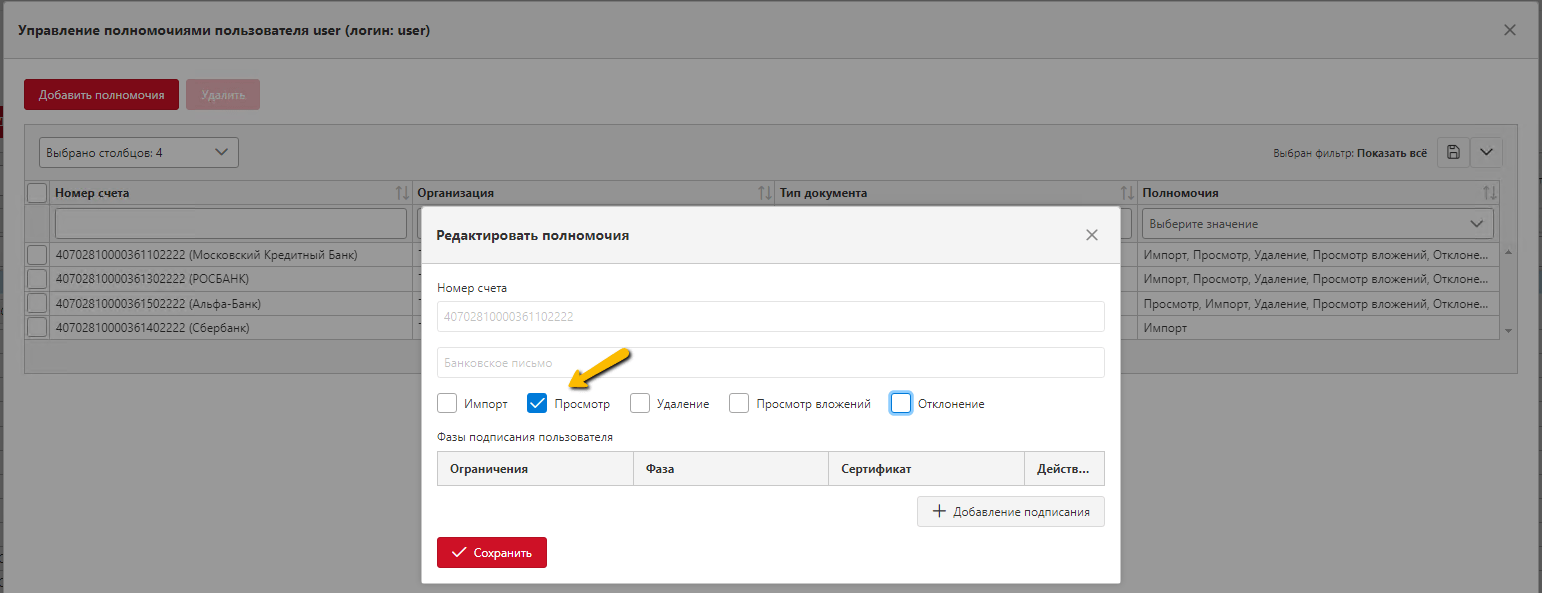 Управление полномочиями пользователя user (логин: user)
Добавить полномочия
Удалить
Выбрано столбцов: 4
Выбран фильтр: Показать всё
Номер счета
Организация
Тип документа
Полномочия
Выберите значение
40702810000361102222 (Московский Кредитный Банк)
Импорт, Просмотр, Удаление, Просмотр вложений, Отклоне...
40702810000361302222 (РОСБАНК)
Импорт, Просмотр, Удаление, Просмотр вложений, Отклоне...
40702810000361502222 (Альфа-Банк)
Просмотр, Импорт, Удаление, Просмотр вложений, Отклоне...
40702810000361402222 (Сбербанк)
Импорт
Редактировать полномочия
Номер счета
40702810000361102222
Банковское письмо
Импорт
Просмотр
Удаление
Просмотр вложений
Отклонение
Фазы подписания пользователя
Ограничения
Фаза
Сертификат
Действ...
Добавление подписания
Сохранить